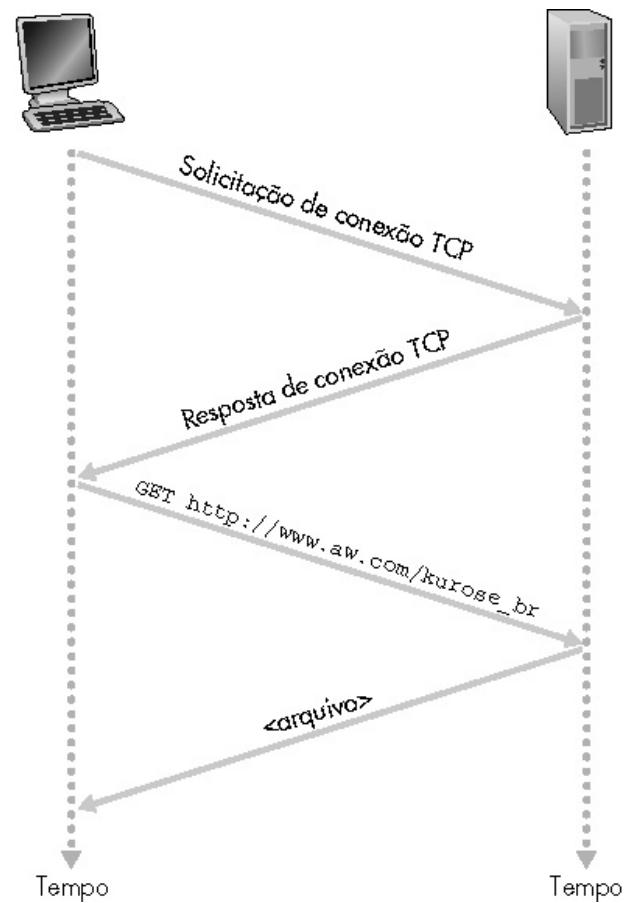 Solicitação de conexão TCP
Resposta de conexão TCP
GET http://www.aw.com/kurose_br
<arquivo>
Tempo
Tempo